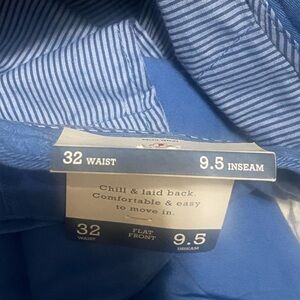 32 WAIST 9.5 INSEAM
Chill & laid back.
Comfortable & easy
to move in.
32 FLAT 9.5
WAIST FRONT INSEAM